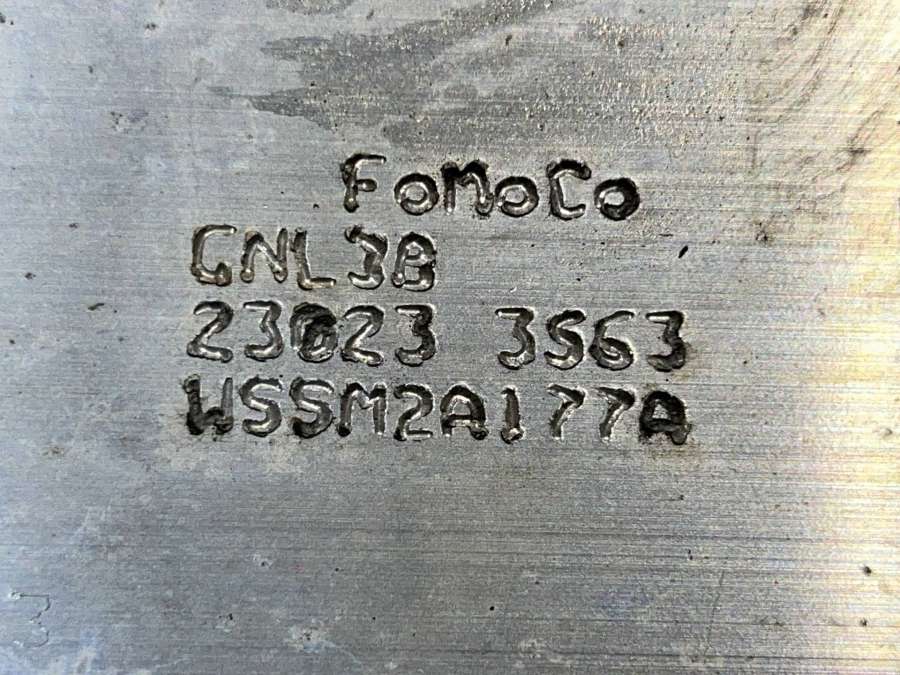 FoMoCo
GNL3B
23023 3S63
WSSM2A177A